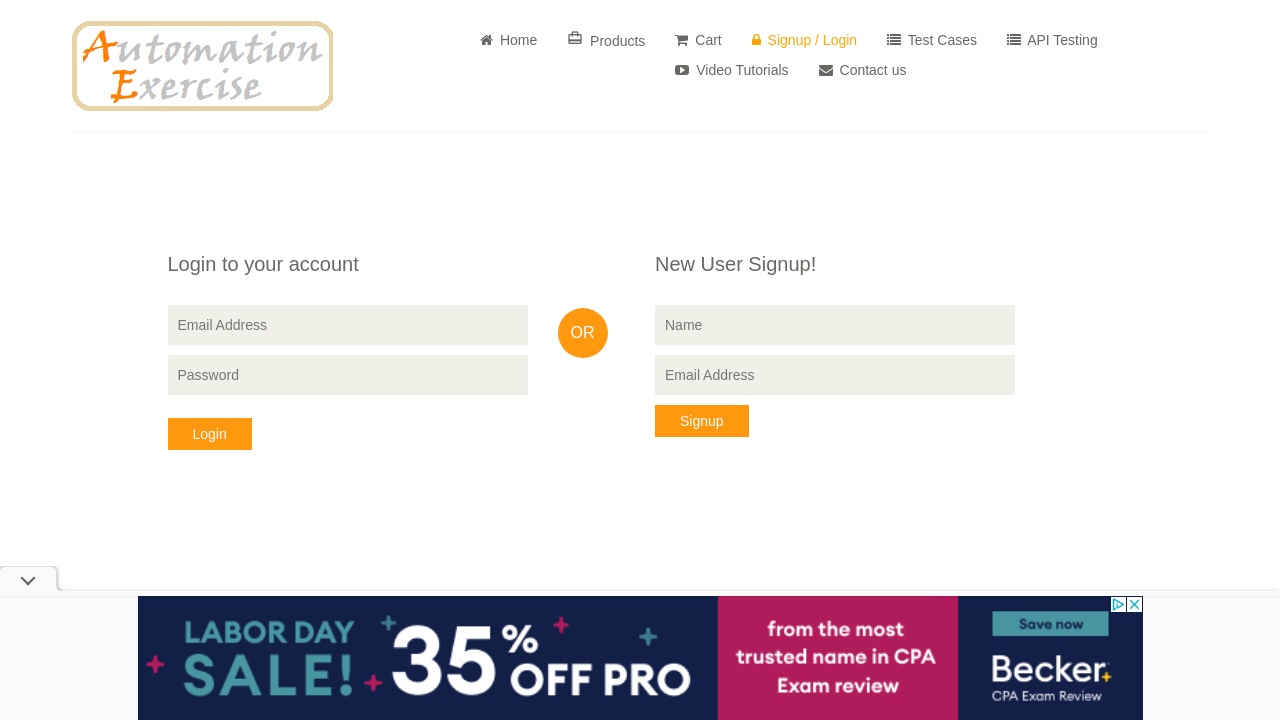 Automation
Exercise
Home
Products
Cart
Signup / Login
Test Cases
API Testing
Video Tutorials
Contact us
Login to your account
Email Address
Password
Login
OR
New User Signup!
Name
Email Address
Signup
LABOR DAY
SALE!
35% OFF PRO
from the most
trusted name in CPA
Exam review
Save now
Becker
CPA Exam Review